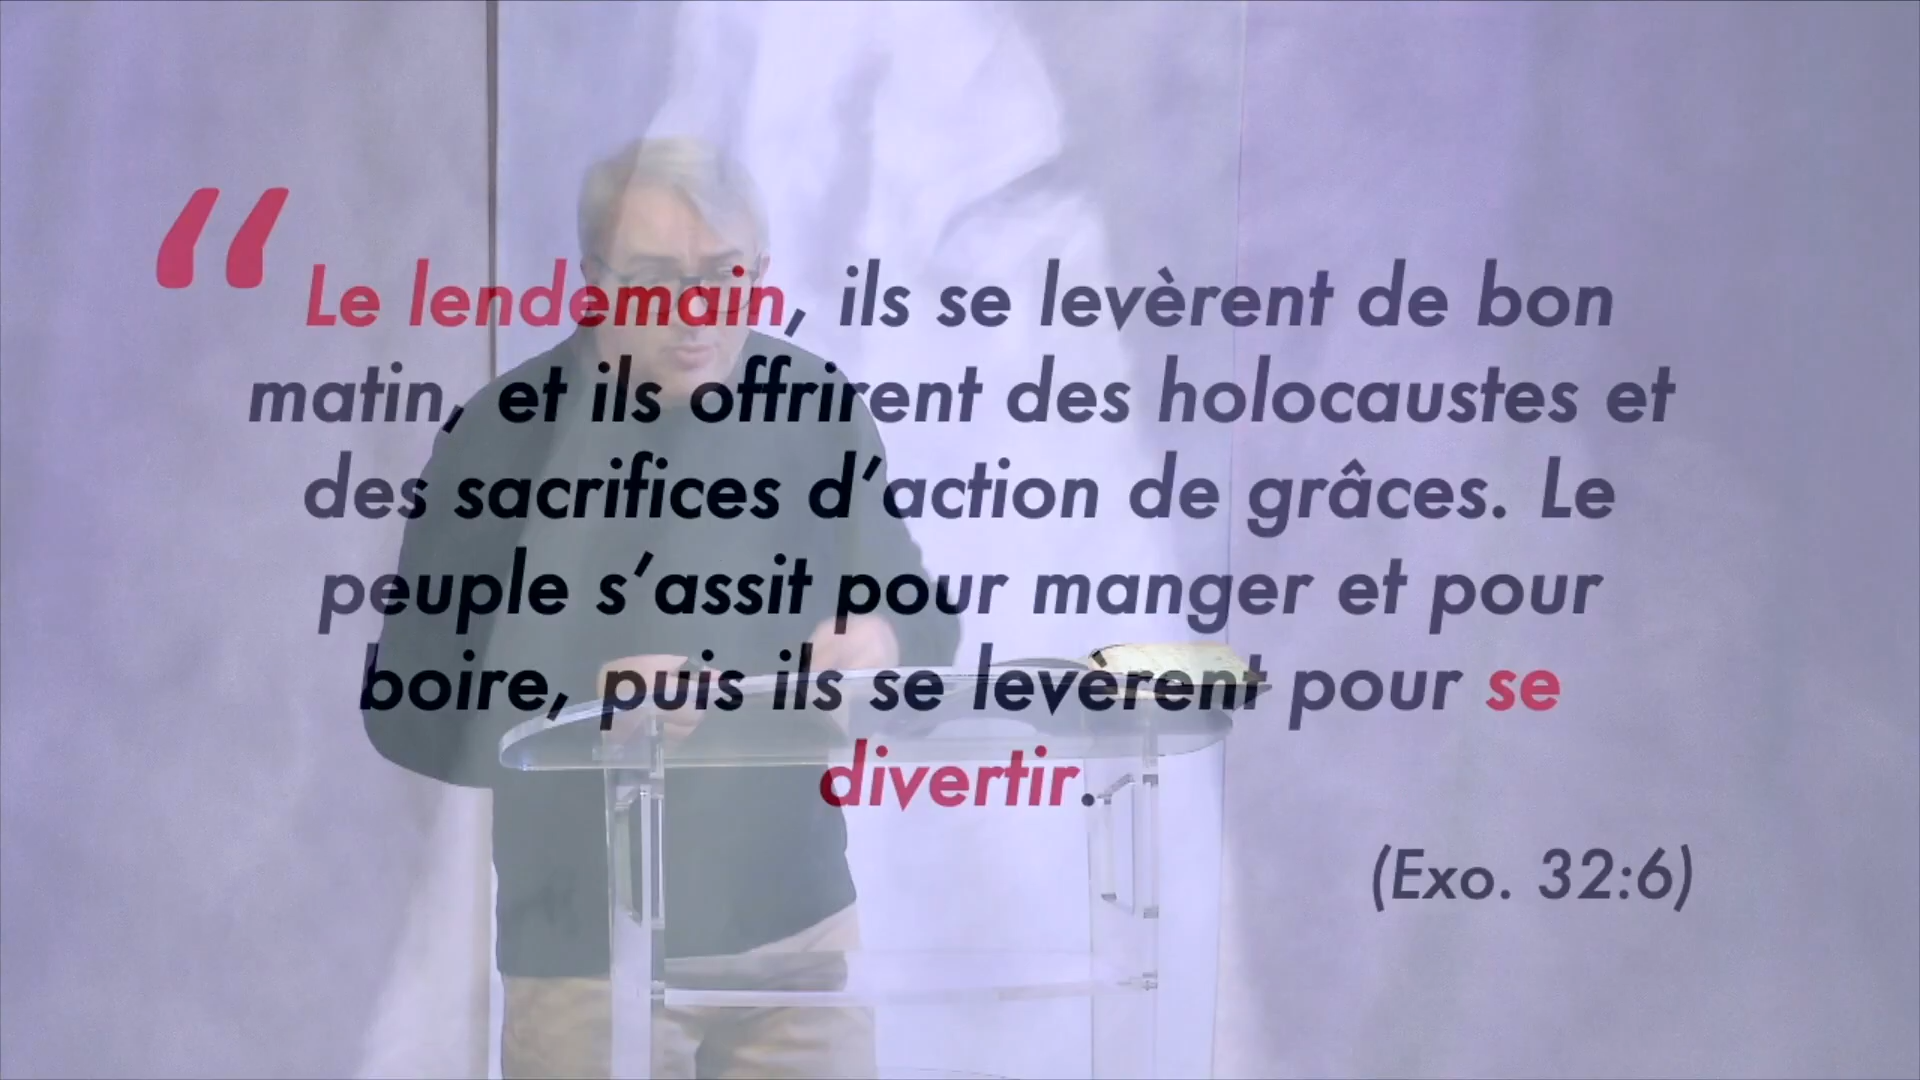 “ Le lendemain, ils se levèrent de bon
matin, et ils offrirent des holocaustes et
des sacrifices d’action de grâces. Le
peuple s’assit pour manger et pour
boire, puis ils se levèrent pour se
divertir.
(Exo. 32:6)